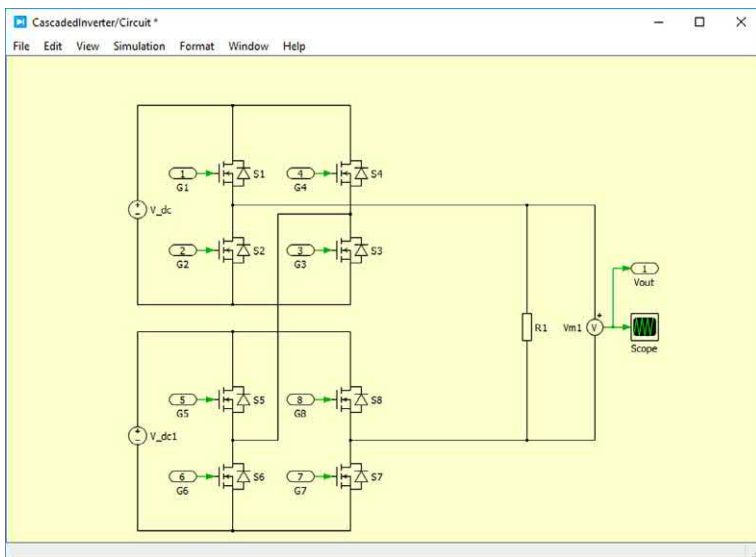 CascadedInverter/Circuit *
File Edit View Simulation Format Window Help
1 S1 4 S4
G1 G4
V_dc
2 S2 3 S3
G2 G3
1
Vout
R1 Vm1 V
+
Scope
5 S5 8 S8
G5 G8
V_dc1
6 S6 7 S7
G6 G7